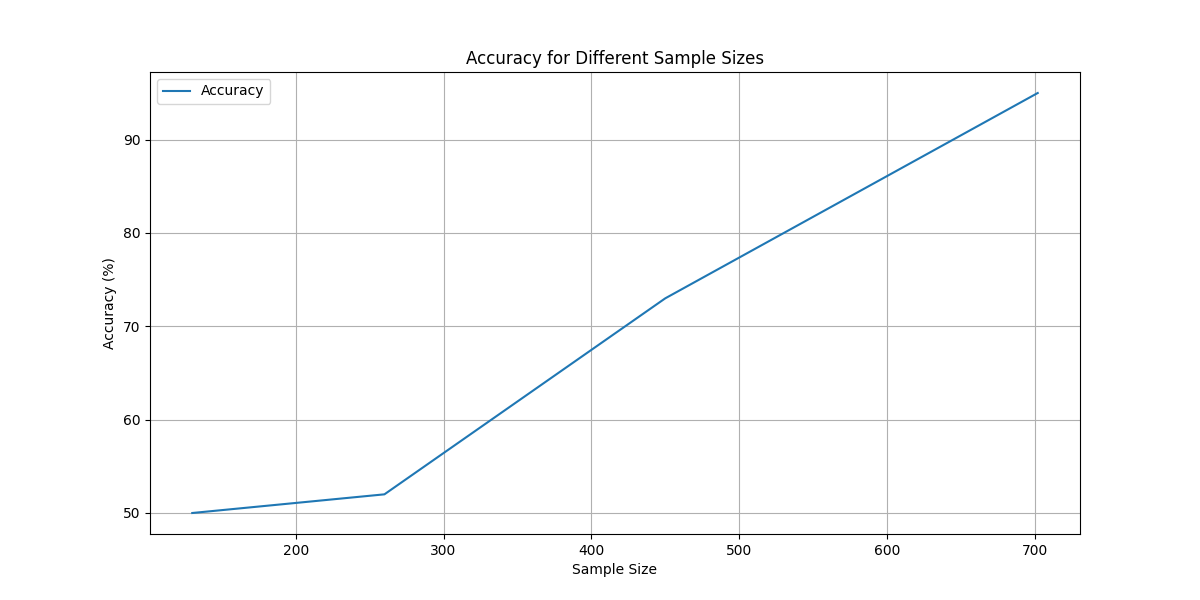 Accuracy for Different Sample Sizes
Accuracy
Accuracy (%)
90
80
70
60
50
200 300 400 500 600 700
Sample Size